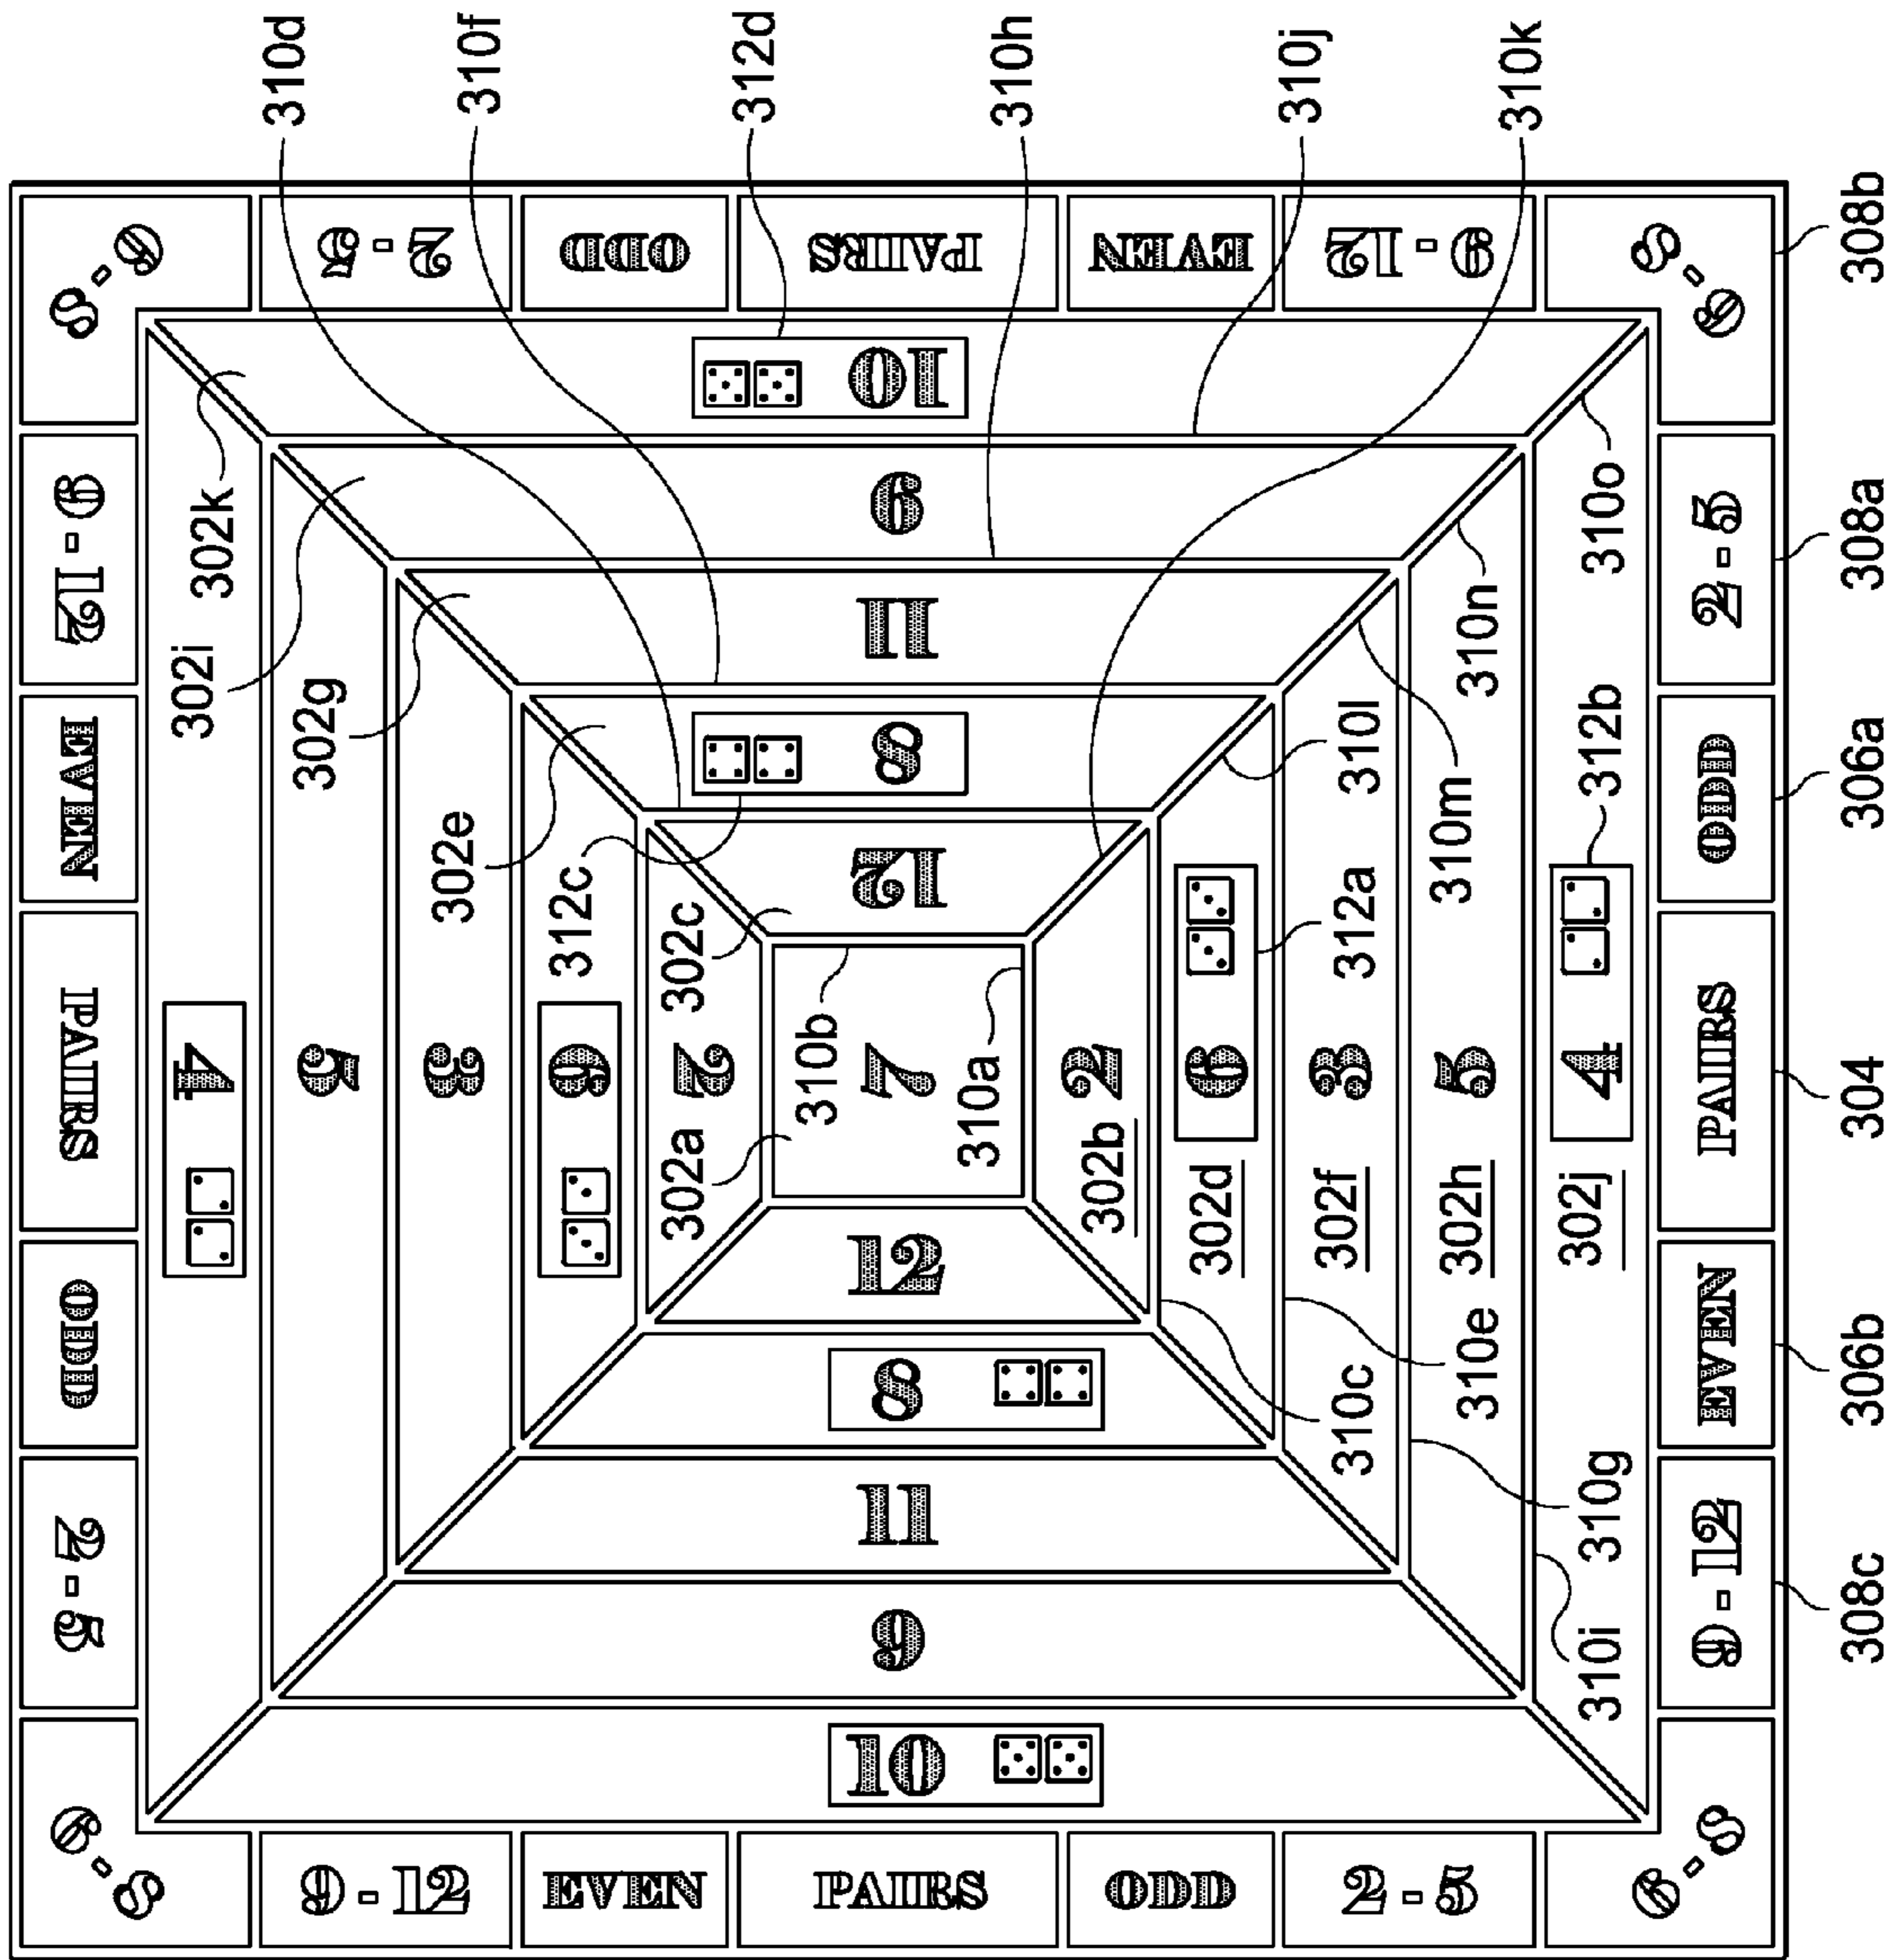 6-8
2-5
ODD
PAIRS
EVEN
9-12
6-8
310d
310f
312d
310h
310j
310k
9-12
EVEN
PAIRS
ODD
2-5
4
5
3
6
2
7
2
6
3
5
4
12
8
11
9
10
12
8
11
9
10
302k
302i
302g
302e
312c
302c
302a
310b
310a
302b
302d
302f
302h
302j
312a
312b
310l
310m
310n
310o
310c
310e
310g
310i
2-5
ODD
PAIRS
EVEN
9-12
6-8
9-12
EVEN
PAIRS
ODD
2-5
6-8
308c
306b
304
306a
308a
308b